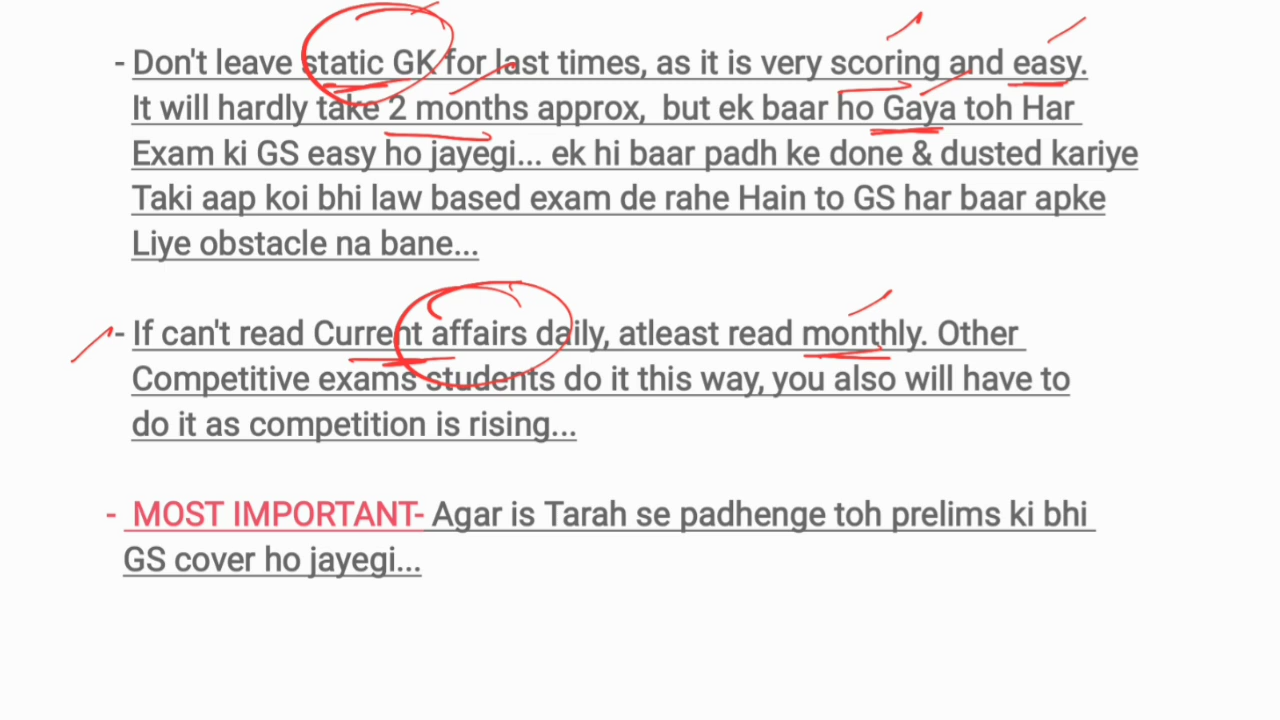 - Don't leave static GK for last times, as it is very scoring and easy.
It will hardly take 2 months approx, but ek baar ho Gaya toh Har
Exam ki GS easy ho jayegi... ek hi baar padh ke done & dusted kariye
Taki aap koi bhi law based exam de rahe Hain to GS har baar apke
Liye obstacle na bane...
- If can't read Current affairs daily, atleast read monthly. Other
Competitive exams students do it this way, you also will have to
do it as competition is rising...
- MOST IMPORTANT- Agar is Tarah se padhenge toh prelims ki bhi
GS cover ho jayegi...